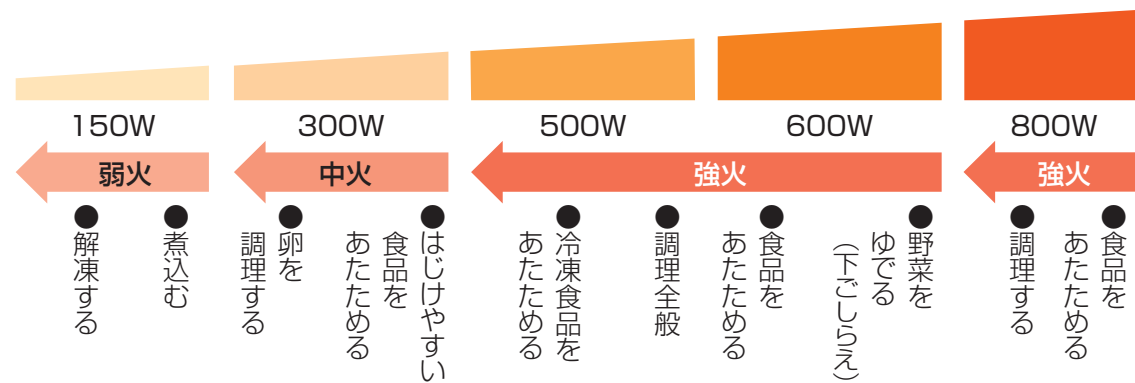 150W
300W
500W
600W
800W
弱火
中火
強火
強火
●煮込む
●解凍する
●はじけやすい
食品を
あたためる
●卵を
調理する
●野菜を
ゆでる
(下ごしらえ)
●食品を
あたためる
●調理全般
●冷凍食品を
あたためる
●食品を
あたためる
●調理する